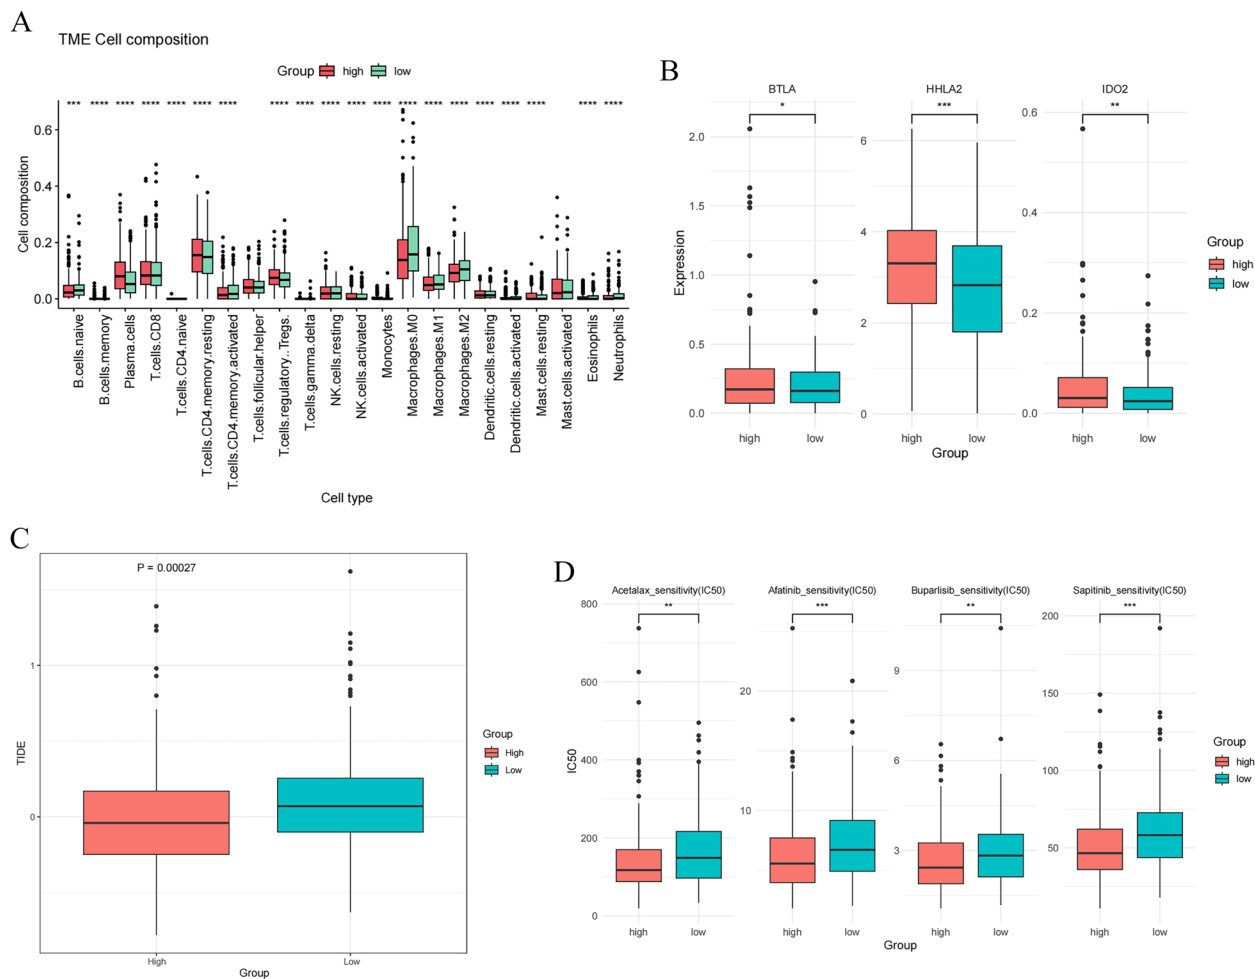 A
TME Cell composition
Group high low
*** **** **** **** **** **** **** **** **** **** **** **** **** **** **** **** **** **** **** ****
Cell composition
0.6
0.4
0.2
0.0
B.cells.naive
B.cells.memory
Plasma.cells
T.cells.CD8
T.cells.CD4.naive
T.cells.CD4.memory.resting
T.cells.CD4.memory.activated
T.cells.follicular.helper
T.cells.regulatory..Tregs.
T.cells.gamma.delta
NK.cells.resting
NK.cells.activated
Monocytes
Macrophages.M0
Macrophages.M1
Macrophages.M2
Dendritic.cells.resting
Dendritic.cells.activated
Mast.cells.resting
Mast.cells.activated
Eosinophils
Neutrophils
Cell type
B
BTLA
HHLA2
IDO2
*
***
**
Expression
2.0
1.5
1.0
0.5
0.0
6
4
2
0
0.6
0.4
0.2
0.0
high low
high low
high low
Group
Group
high
low
C
P = 0.00027
TIDE
1
0
High Low
Group
Group
High
Low
D
Acetalax_sensitivity(IC50)
Afatinib_sensitivity(IC50)
Buparlisib_sensitivity(IC50)
Sapitinib_sensitivity(IC50)
**
***
**
***
IC50
800
600
400
200
0
20
10
9
6
3
200
150
100
50
high low
high low
high low
high low
Group
Group
high
low